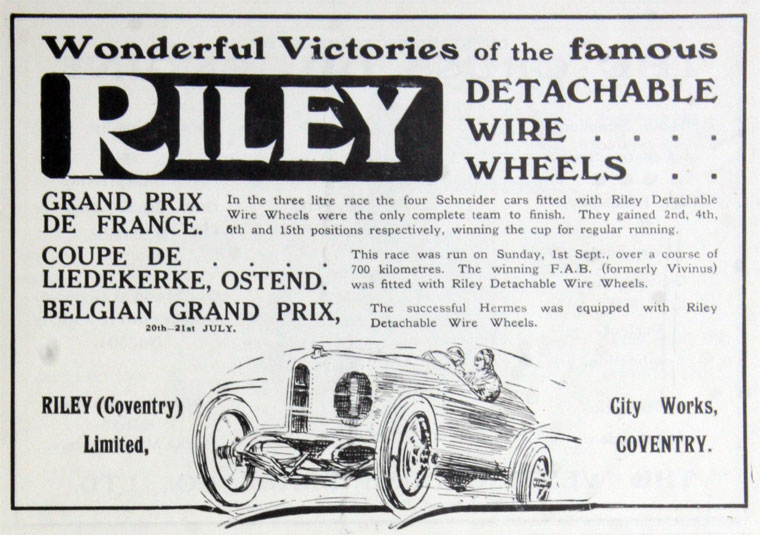 Wonderful Victories of the famous
RILEY
DETACHABLE
WIRE . . . .
WHEELS . .
GRAND PRIX
DE FRANCE.
In the three litre race the four Schneider cars fitted with Riley Detachable
Wire Wheels were the only complete team to finish. They gained 2nd, 4th,
6th and 15th positions respectively, winning the cup for regular running.
COUPE DE . . . .
LIEDEKERKE, OSTEND.
This race was run on Sunday, 1st Sept., over a course of
700 kilometres. The winning F.A.B. (formerly Vivinus)
was fitted with Riley Detachable Wire Wheels.
BELGIAN GRAND PRIX,
20th—21st JULY.
The successful Hermes was equipped with Riley
Detachable Wire Wheels.
RILEY (Coventry)
Limited,
City Works,
COVENTRY.